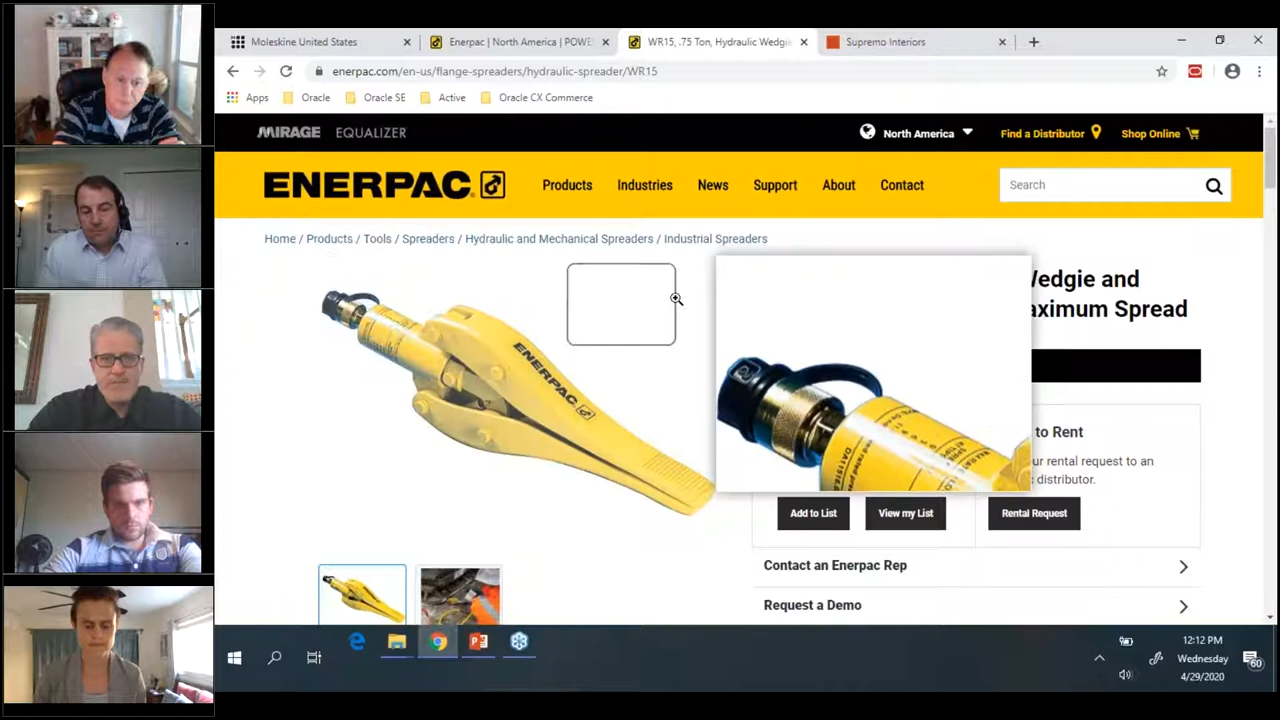 Moleskine United States
Enerpac | North America | POWE
WR15, .75 Ton, Hydraulic Wedgie
Supremo Interiors
enerpac.com/en-us/flange-spreaders/hydraulic-spreader/WR15
Apps
Oracle
Oracle SE
Active
Oracle CX Commerce
MIRAGE EQUALIZER
North America
Find a Distributor
Shop Online
ENERPAC
Products
Industries
News
Support
About
Contact
Search
Home / Products / Tools / Spreaders / Hydraulic and Mechanical Spreaders / Industrial Spreaders
Wedgie and
aximum Spread
ENERPAC
to Rent
ur rental request to an
distributor.
Add to List
View my List
Rental Request
Contact an Enerpac Rep
Request a Demo
12:12 PM
Wednesday
4/29/2020
60